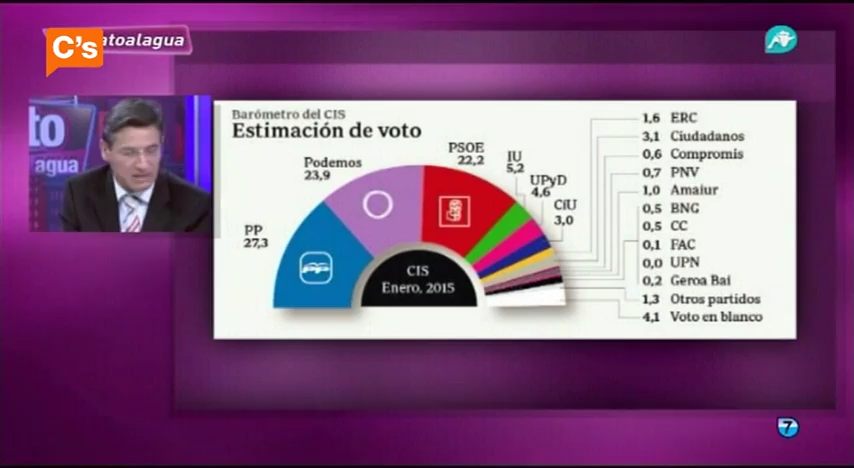 C's
atoalagua
to
agua
Barómetro del CIS
Estimación de voto
PP
27,3
Podemos
23,9
PSOE
22,2
IU
5,2
UPyD
4,6
CiU
3,0
CIS
Enero, 2015
1,6 ERC
3,1 Ciudadanos
0,6 Compromis
0,7 PNV
1,0 Amaiur
0,5 BNG
0,5 CC
0,1 FAC
0,0 UPN
0,2 Geroa Bai
1,3 Otros partidos
4,1 Voto en blanco
7